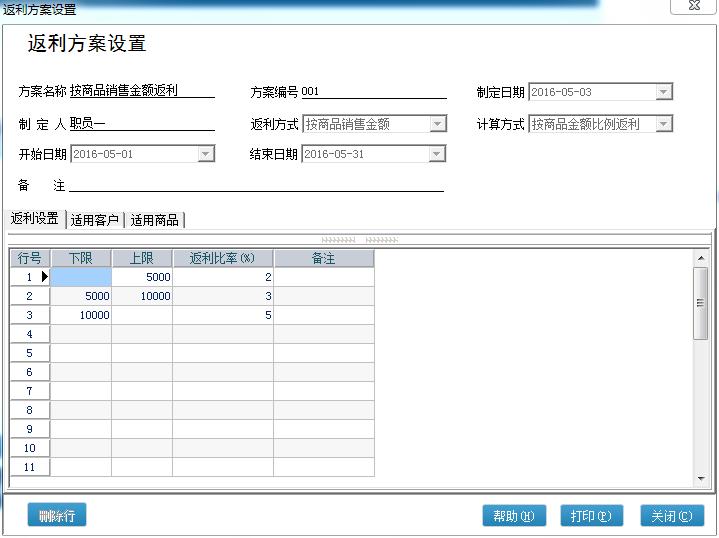 返利方案设置
返利方案设置
方案名称 按商品销售金额返利 方案编号 001 制定日期 2016-05-03
制 定 人 职员一 返利方式 按商品销售金额 计算方式 按商品金额比例返利
开始日期 2016-05-01 结束日期 2016-05-31
备 注
返利设置 适用客户 适用商品
行号 下限 上限 返利比率(%) 备注
1 5000 2
2 5000 10000 3
3 10000 5
4
5
6
7
8
9
10
11
删除行 帮助(H) 打印(P) 关闭(C)